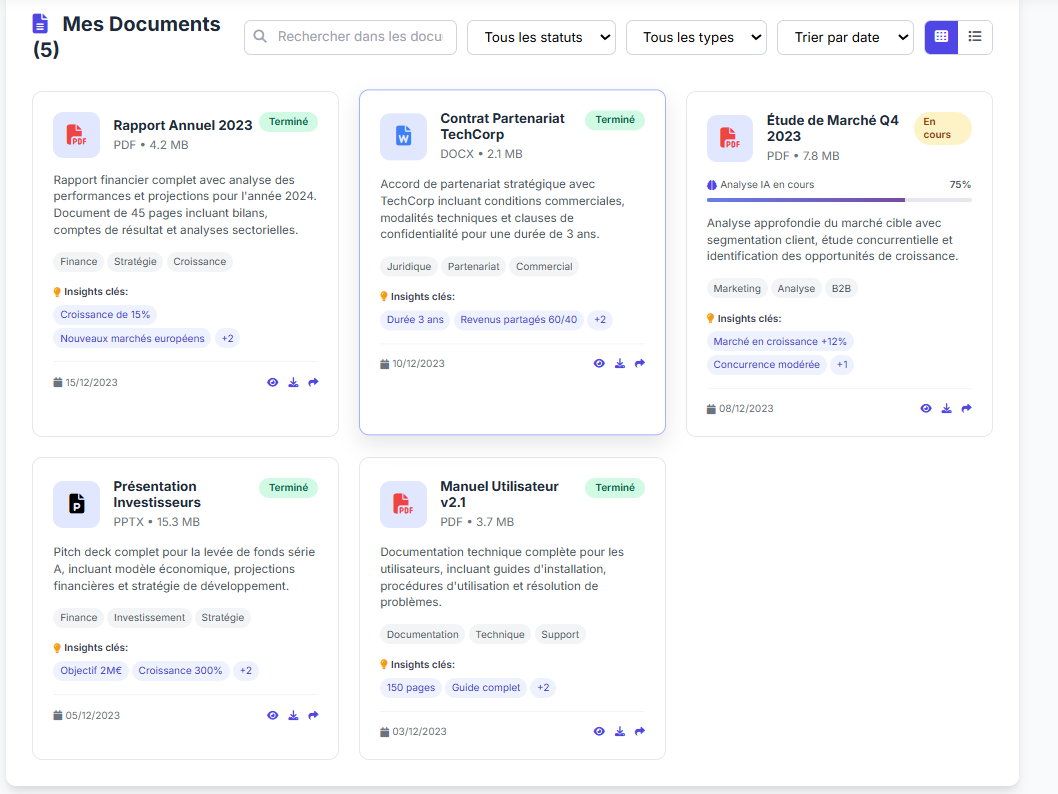 Mes Documents
(5)
Rechercher dans les docu
Tous les statuts
Tous les types
Trier par date
Rapport Annuel 2023
Terminé
PDF • 4.2 MB
Rapport financier complet avec analyse des
performances et projections pour l'année 2024.
Document de 45 pages incluant bilans,
comptes de résultat et analyses sectorielles.
Finance Stratégie Croissance
Insights clés:
Croissance de 15%
Nouveaux marchés européens +2
15/12/2023
Contrat Partenariat
TechCorp
Terminé
DOCX • 2.1 MB
Accord de partenariat stratégique avec
TechCorp incluant conditions commerciales,
modalités techniques et clauses de
confidentialité pour une durée de 3 ans.
Juridique Partenariat Commercial
Insights clés:
Durée 3 ans Revenus partagés 60/40 +2
10/12/2023
Étude de Marché Q4
2023
En
cours
PDF • 7.8 MB
Analyse IA en cours 75%
Analyse approfondie du marché cible avec
segmentation client, étude concurrentielle et
identification des opportunités de croissance.
Marketing Analyse B2B
Insights clés:
Marché en croissance +12%
Concurrence modérée +1
08/12/2023
Présentation
Investisseurs
Terminé
PPTX • 15.3 MB
Pitch deck complet pour la levée de fonds série
A, incluant modèle économique, projections
financières et stratégie de développement.
Finance Investissement Stratégie
Insights clés:
Objectif 2M€ Croissance 300% +2
05/12/2023
Manuel Utilisateur
v2.1
Terminé
PDF • 3.7 MB
Documentation technique complète pour les
utilisateurs, incluant guides d'installation,
procédures d'utilisation et résolution de
problèmes.
Documentation Technique Support
Insights clés:
150 pages Guide complet +2
03/12/2023